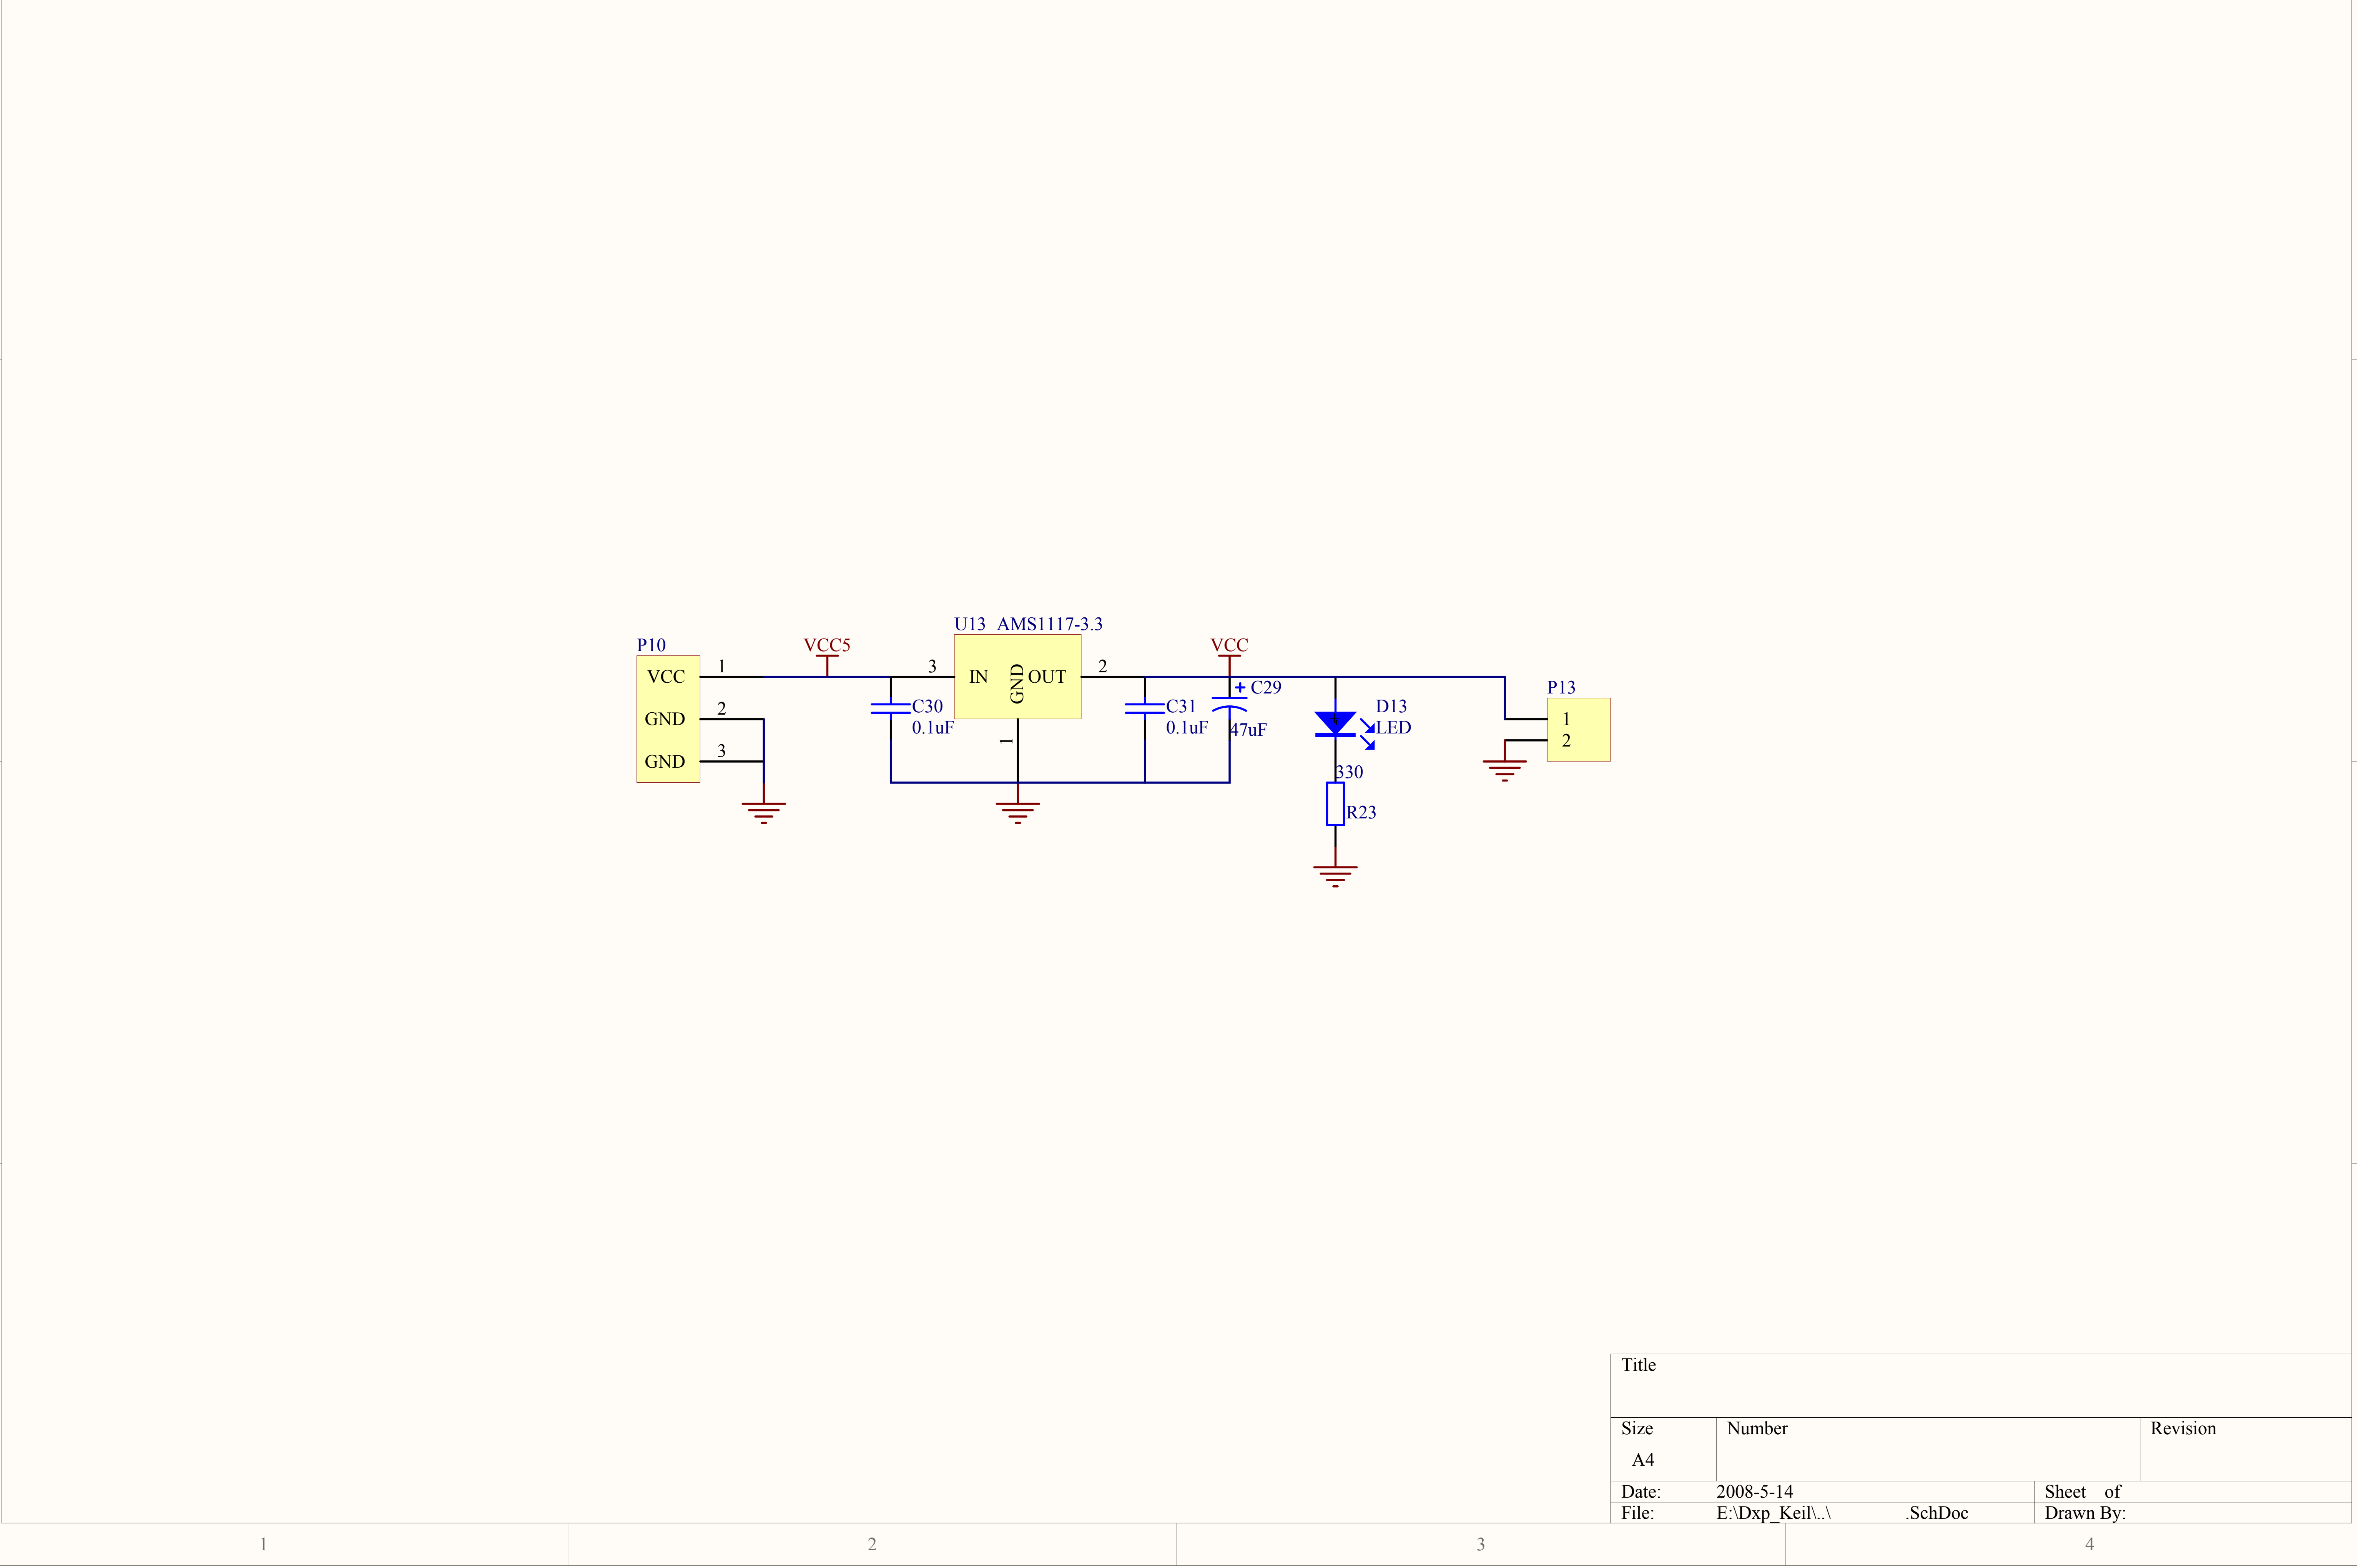 U13 AMS1117-3.3
P10
VCC5
VCC
VCC 1
3 IN GND OUT 2
GND 2
GND 3
C30
0.1uF
1
C31
0.1uF
+ C29
47uF
D13
LED
330
R23
P13
1
2
Title
Size
A4
Number
Revision
Date: 2008-5-14
Sheet of
File: E:\Dxp_Keil\..\ .SchDoc
Drawn By:
1 2 3 4